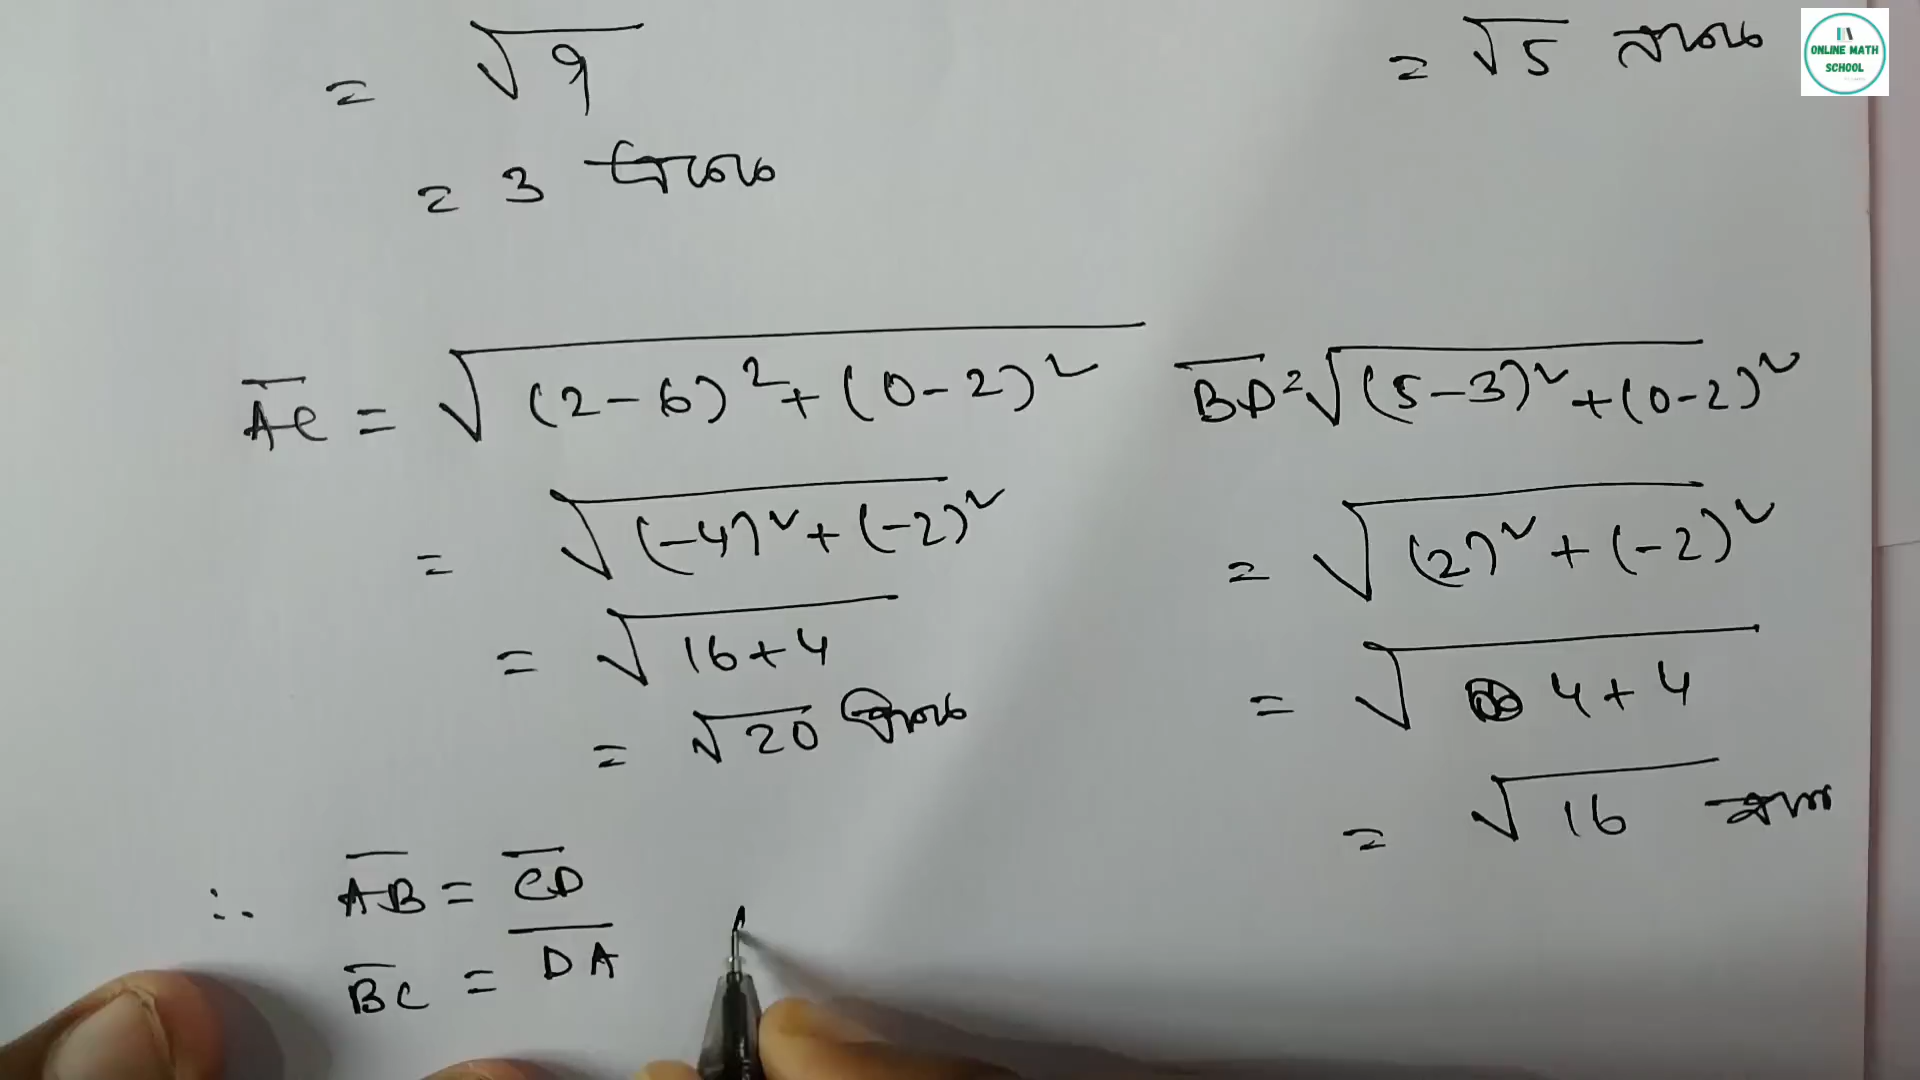 = √9
= 3 একক
= √5 একক
ONLINE MATH
SCHOOL
AC = √(2-6)² + (0-2)²
= √(-4)² + (-2)²
= √16+4
= √20 একক
BD = √(5-3)² + (0-2)²
= √(2)² + (-2)²
= √4+4
= √16 একক
∴ AB = CD
BC = DA